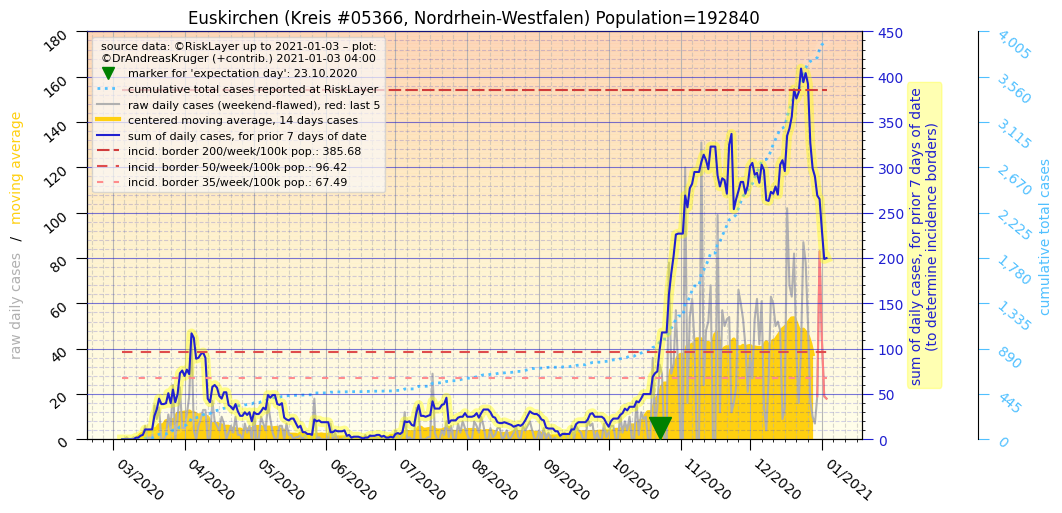 Euskirchen (Kreis #05366, Nordrhein-Westfalen) Population=192840
source data: ©RiskLayer up to 2021-01-03 – plot:
©DrAndreasKruger (+contrib.) 2021-01-03 04:00
marker for 'expectation day': 23.10.2020
cumulative total cases reported at RiskLayer
raw daily cases (weekend-flawed), red: last 5
centered moving average, 14 days cases
sum of daily cases, for prior 7 days of date
incid. border 200/week/100k pop.: 385.68
incid. border 50/week/100k pop.: 96.42
incid. border 35/week/100k pop.: 67.49
raw daily cases / moving average
180
160
140
120
100
80
60
40
20
0
03/2020
04/2020
05/2020
06/2020
07/2020
08/2020
09/2020
10/2020
11/2020
12/2020
01/2021
450
400
350
300
250
200
150
100
50
0
sum of daily cases, for prior 7 days of date
(to determine incidence borders)
4,005
3,560
3,115
2,670
2,225
1,780
1,335
890
445
0
cumulative total cases